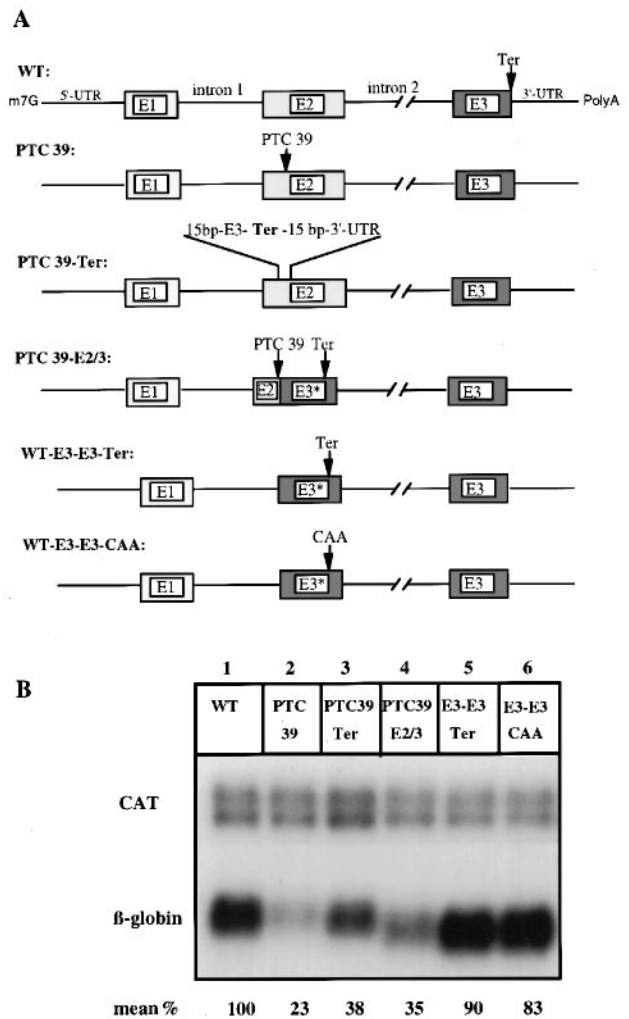 A
WT:
m7G 5'-UTR E1 intron 1 E2 intron 2 E3 Ter 3'-UTR PolyA
PTC 39:
PTC 39
E1 E2 E3
15bp-E3- Ter -15 bp-3'-UTR
PTC 39-Ter:
E1 E2 E3
PTC 39-E2/3:
PTC 39 Ter
E1 E2 E3* E3
WT-E3-E3-Ter:
Ter
E1 E3* E3
WT-E3-E3-CAA:
CAA
E1 E3* E3
B
1 2 3 4 5 6
WT PTC PTC39 PTC39 E3-E3 E3-E3
39 Ter E2/3 Ter CAA
CAT
ß-globin
mean % 100 23 38 35 90 83